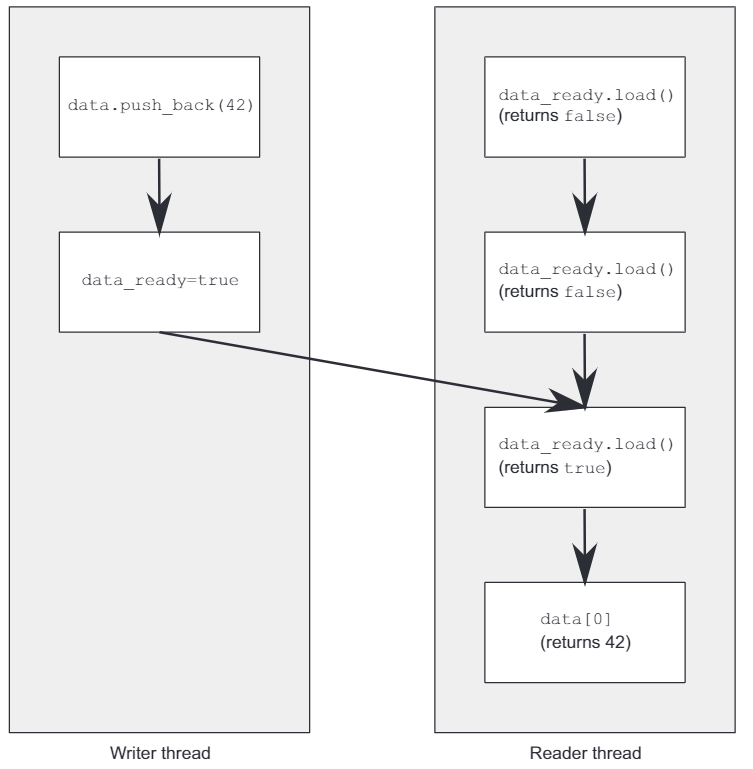 data.push_back(42)
data_ready=true
Writer thread
data_ready.load()
(returns false)
data_ready.load()
(returns false)
data_ready.load()
(returns true)
data[0]
(returns 42)
Reader thread